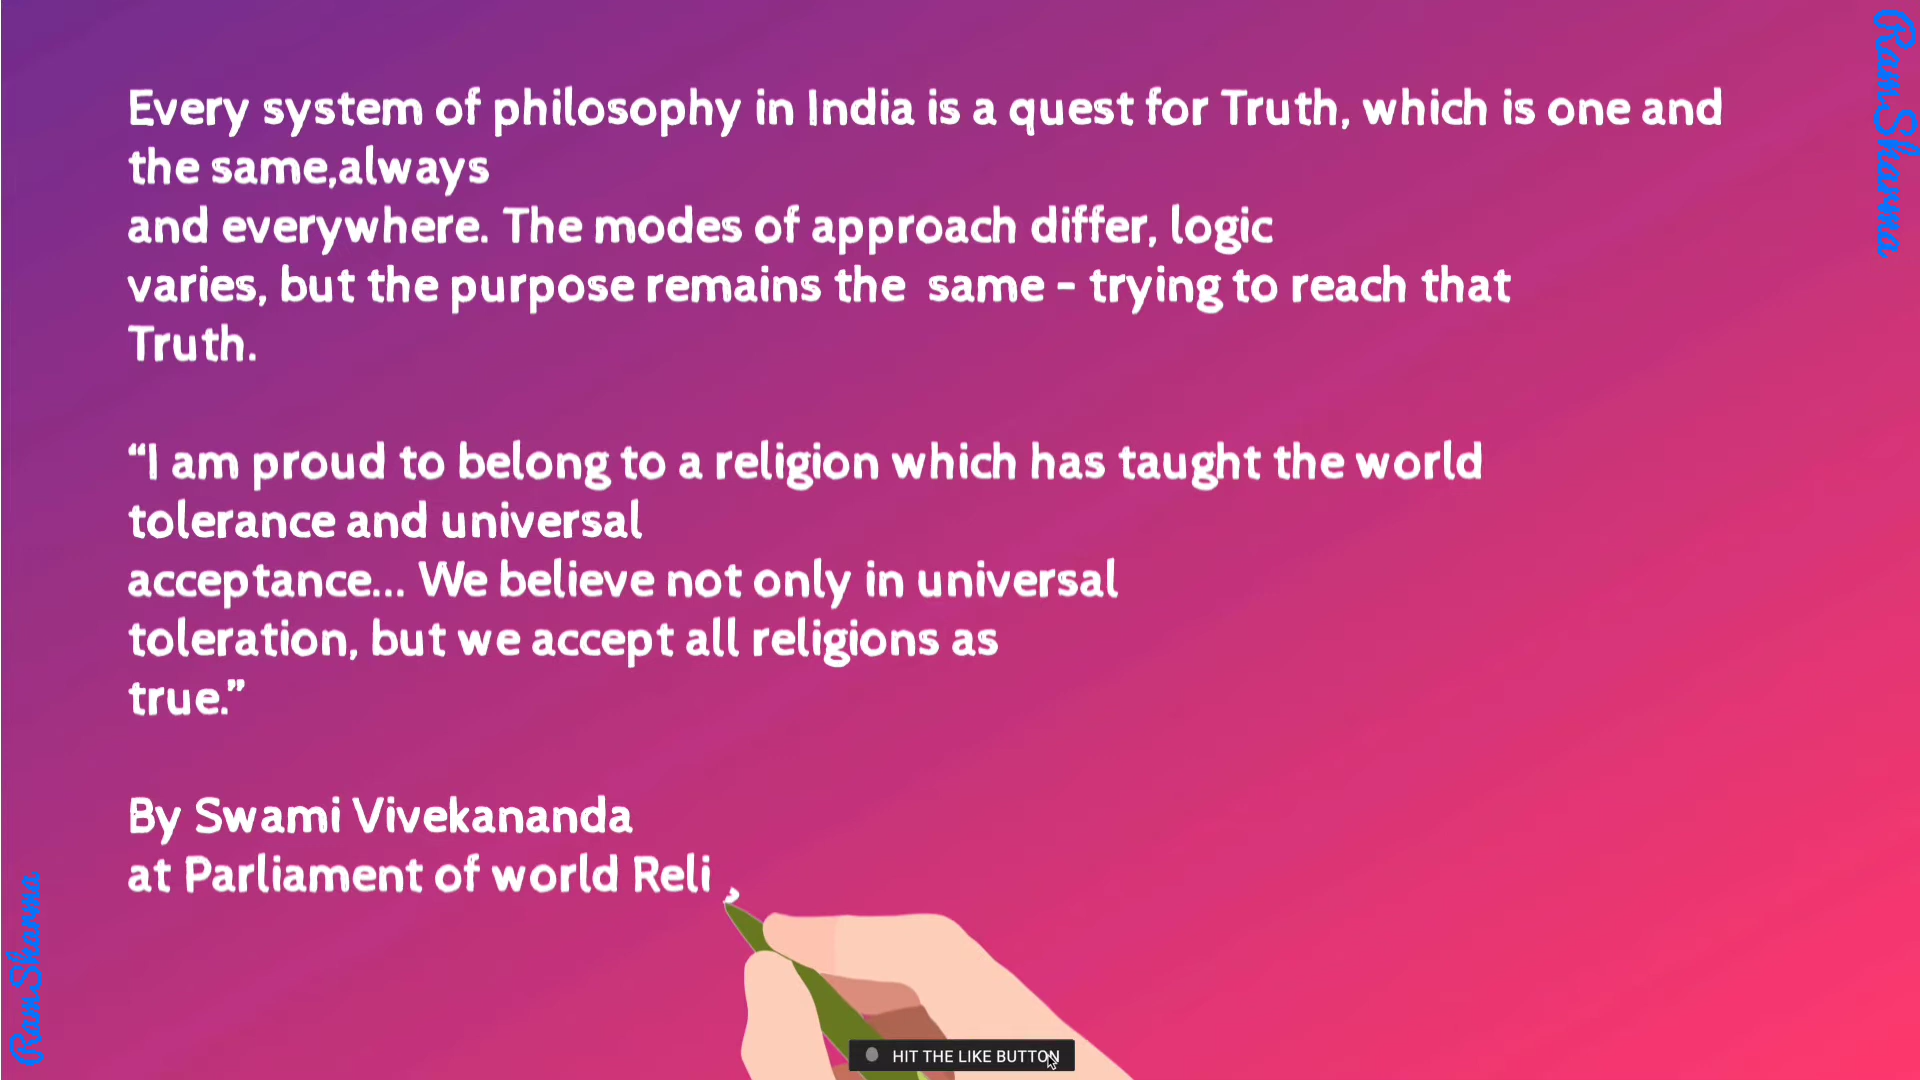 Every system of philosophy in India is a quest for Truth, which is one and
the same,always
and everywhere. The modes of approach differ, logic
varies, but the purpose remains the  same - trying to reach that
Truth.
“I am proud to belong to a religion which has taught the world
tolerance and universal
acceptance... We believe not only in universal
toleration, but we accept all religions as
true.”
By Swami Vivekananda
at Parliament of world Reli
HIT THE LIKE BUTTON
RamSharma
RamSharma